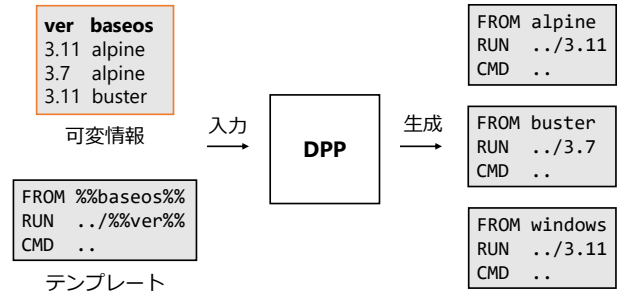 ver baseos
3.11 alpine
3.7 alpine
3.11 buster
可変情報
FROM %%baseos%%
RUN ../%%ver%%
CMD ..
テンプレート
入力
DPP
生成
FROM alpine
RUN ../3.11
CMD ..
FROM buster
RUN ../3.7
CMD ..
FROM windows
RUN ../3.11
CMD ..